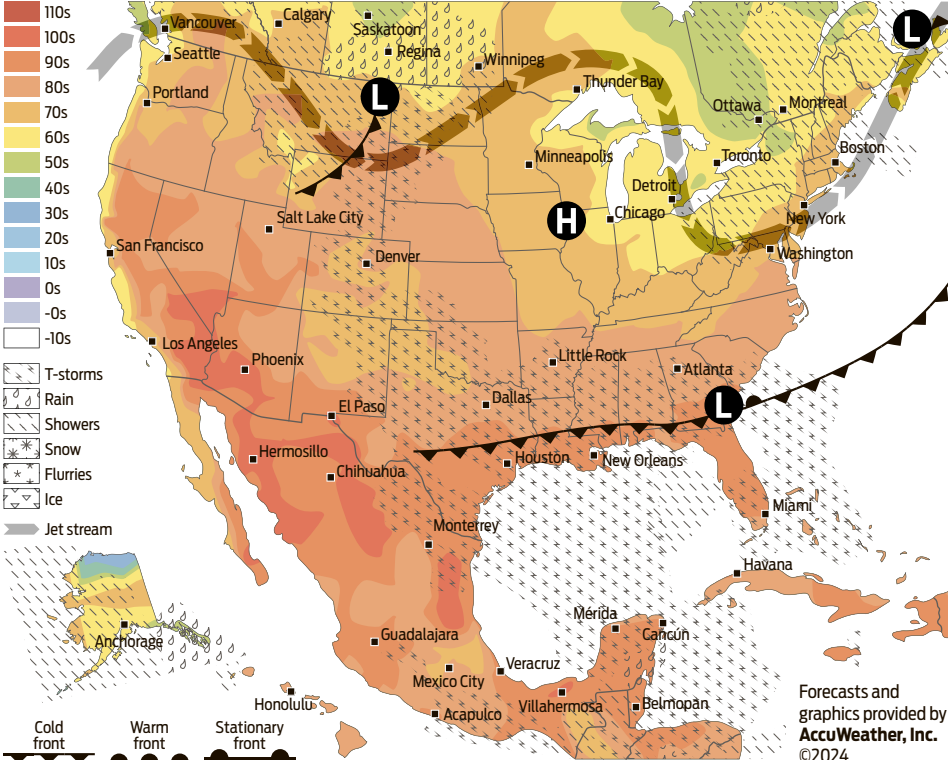 110s
100s
90s
80s
70s
60s
50s
40s
30s
20s
10s
0s
-0s
-10s
T-storms
Rain
Showers
Snow
Flurries
Ice
Jet stream
Vancouver
Calgary
Saskatoon
Regina
Winnipeg
Seattle
Portland
L
Thunder Bay
L
Ottawa
Montreal
Minneapolis
Toronto
Boston
Detroit
Salt Lake City
H
Chicago
New York
San Francisco
Denver
Washington
Los Angeles
Phoenix
Little Rock
Atlanta
El Paso
Dallas
L
Hermosillo
Chihuahua
Houston
New Orleans
Monterrey
Miami
Havana
Anchorage
Guadalajara
Mérida
Cancún
Mexico City
Veracruz
Honolulu
Acapulco
Villahermosa
Belmopan
Cold
front
Warm
front
Stationary
front
Forecasts and
graphics provided by
AccuWeather, Inc.
©2024